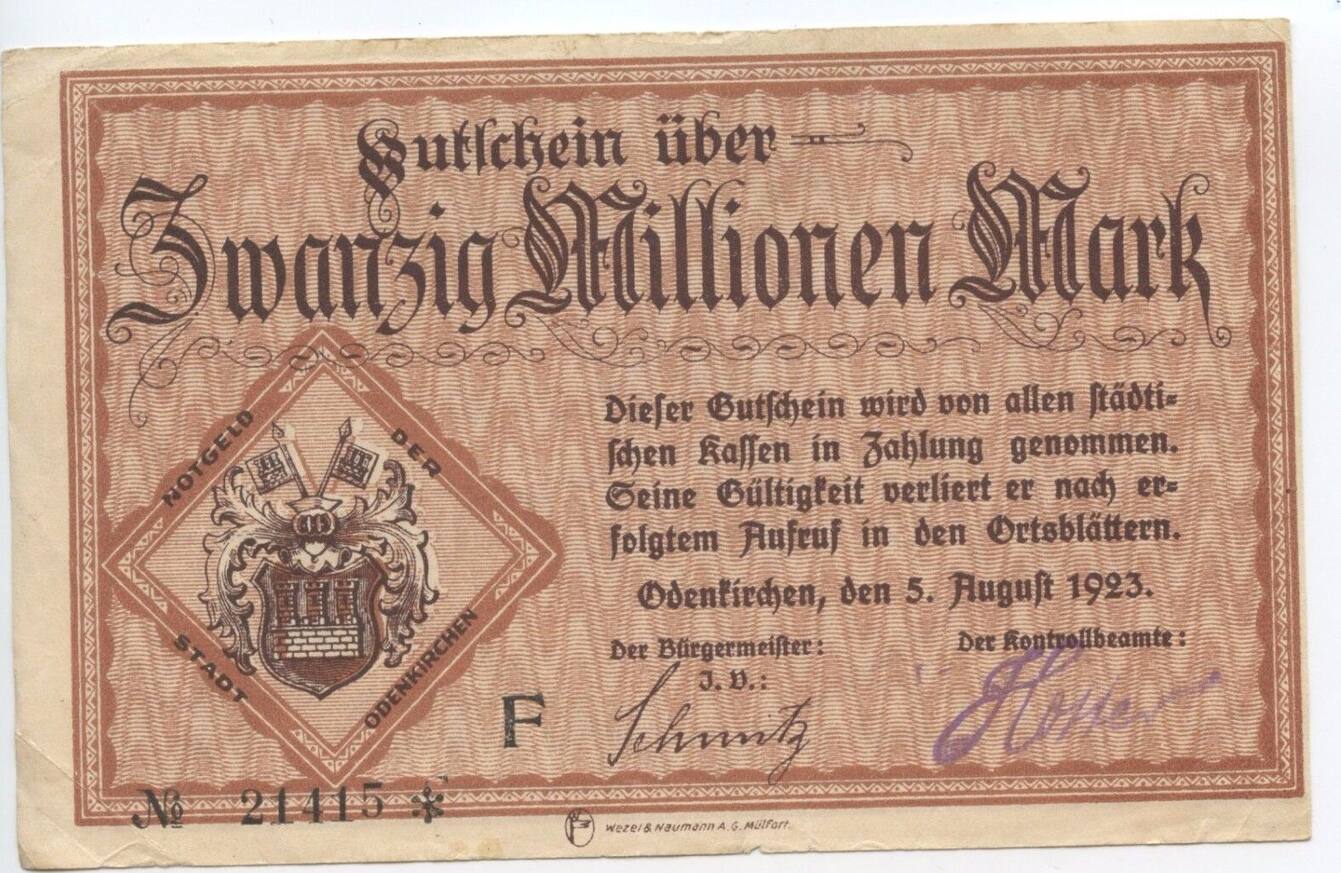 Gutschein über
Zwanzig Millionen Mark
NOTGELD DER
STADT ODENKIRCHEN
Dieser Gutschein wird von allen städti=
schen Kassen in Zahlung genommen.
Seine Gültigkeit verliert er nach er=
folgtem Aufruf in den Ortsblättern.
Odenkirchen, den 5. August 1923.
Der Bürgermeister:
Der Kontrollbeamte:
J. V.:
Schmitz
F
№ 21415 *
Wezel & Naumann A. G. Mülfort.